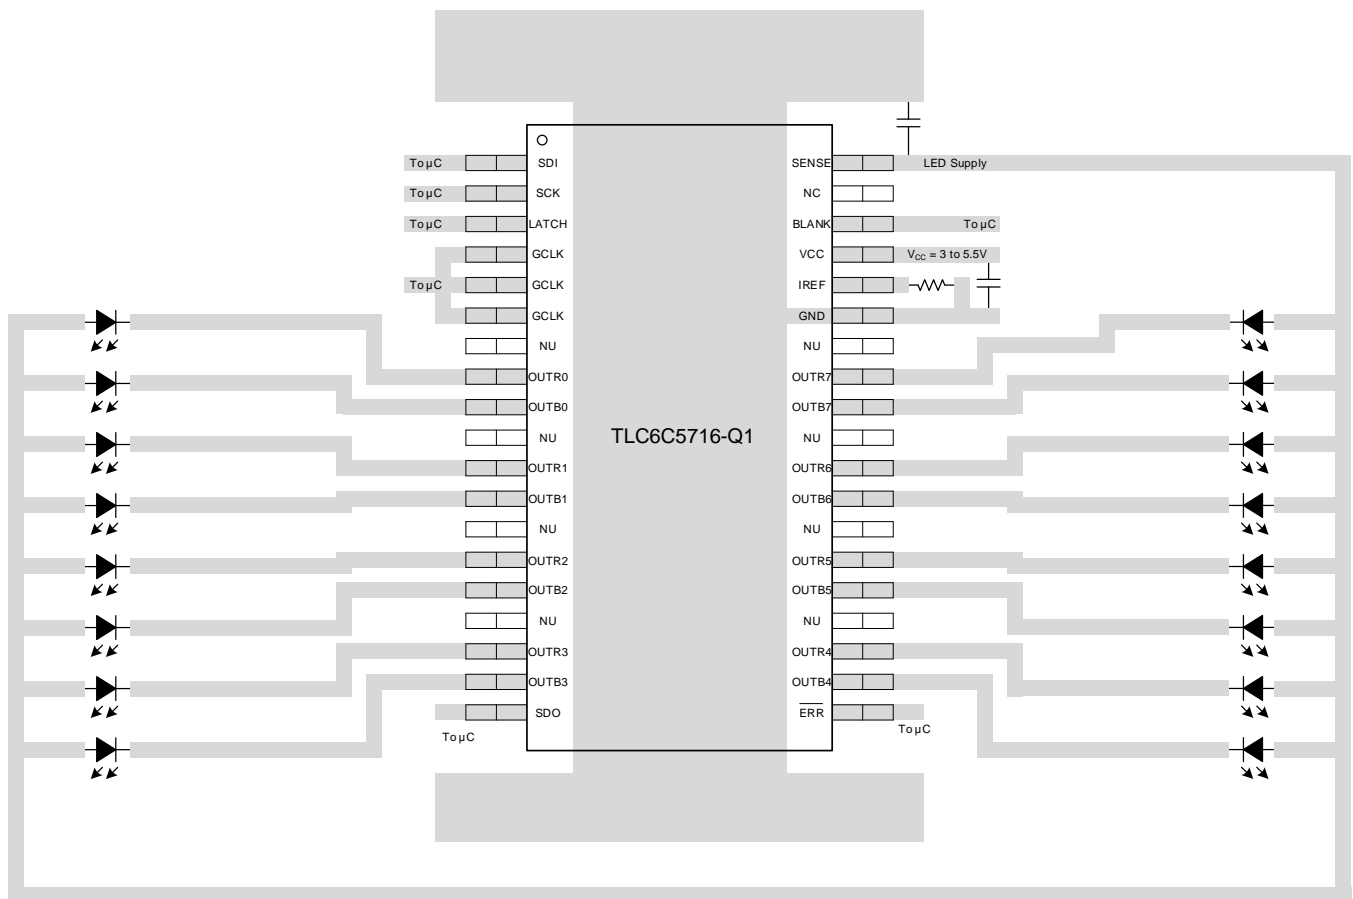 To µC SDI SENSE LED Supply
To µC SCK NC
To µC LATCH BLANK To µC
GCLK VCC VCC = 3 to 5.5V
To µC GCLK IREF
GCLK GND
NU NU
OUTR0 OUTR7
OUTB0 OUTB7
NU TLC6C5716-Q1 NU
OUTR1 OUTR6
OUTB1 OUTB6
NU NU
OUTR2 OUTR5
OUTB2 OUTB5
NU NU
OUTR3 OUTR4
OUTB3 OUTB4
SDO ERR
To µC To µC